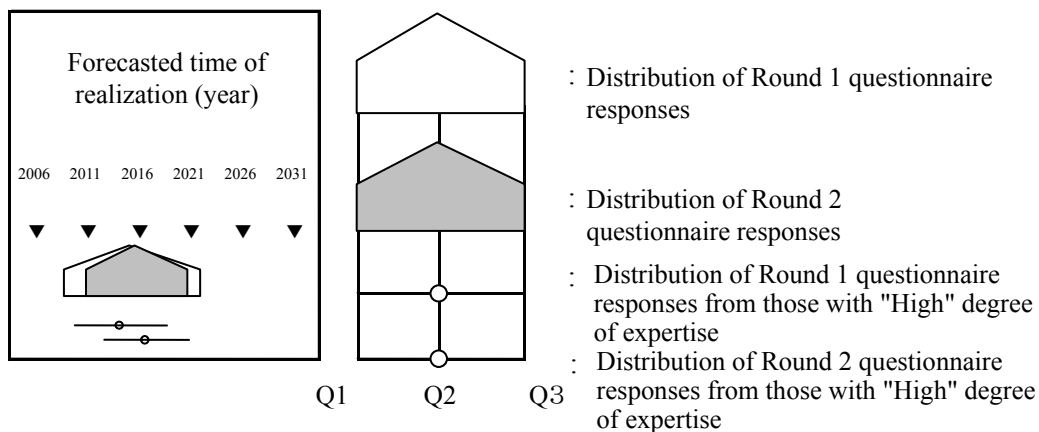 Forecasted time of
realization (year)
2006 2011 2016 2021 2026 2031
: Distribution of Round 1 questionnaire
responses
: Distribution of Round 2
questionnaire responses
: Distribution of Round 1 questionnaire
responses from those with "High" degree
of expertise
: Distribution of Round 2 questionnaire
responses from those with "High" degree
of expertise
Q1 Q2 Q3